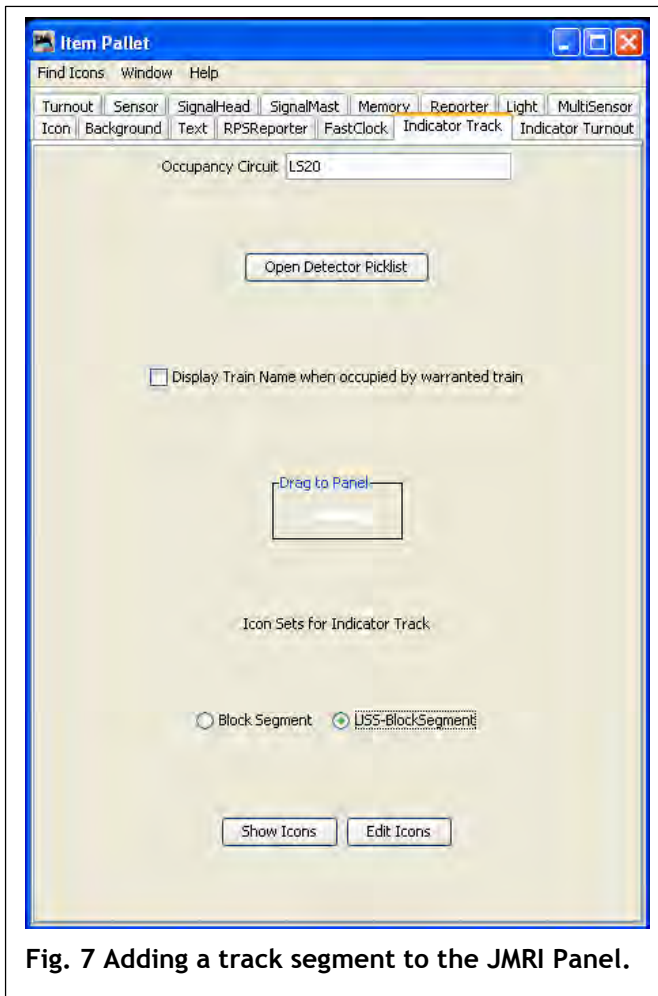 Item Pallet
Find Icons Window Help
Turnout Sensor SignalHead SignalMast Memory Reporter Light MultiSensor
Icon Background Text RPSReporter FastClock Indicator Track Indicator Turnout
Occupancy Circuit LS20
Open Detector Picklist
Display Train Name when occupied by warranted train
Drag to Panel
Icon Sets for Indicator Track
Block Segment USS-BlockSegment
Show Icons Edit Icons
Fig. 7 Adding a track segment to the JMRI Panel.